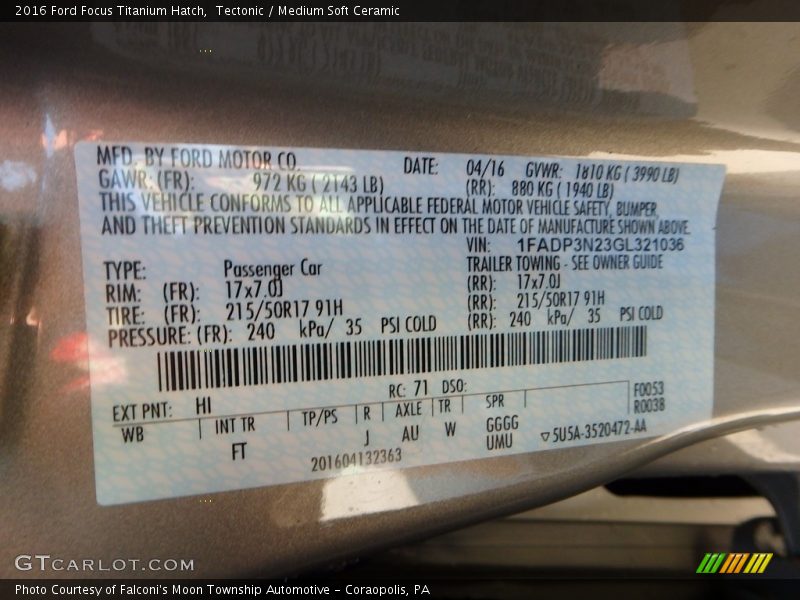 2016 Ford Focus Titanium Hatch, Tectonic / Medium Soft Ceramic
MFD. BY FORD MOTOR CO. DATE: 04/16 GVWR: 1810 KG ( 3990 LB)
GAWR: (FR): 972 KG ( 2143 LB) (RR): 880 KG ( 1940 LB)
THIS VEHICLE CONFORMS TO ALL APPLICABLE FEDERAL MOTOR VEHICLE SAFETY, BUMPER,
AND THEFT PREVENTION STANDARDS IN EFFECT ON THE DATE OF MANUFACTURE SHOWN ABOVE.
VIN: 1FADP3N23GL321036
TYPE: Passenger Car TRAILER TOWING - SEE OWNER GUIDE
RIM: (FR): 17x7.0J (RR): 17x7.0J
TIRE: (FR): 215/50R17 91H (RR): 215/50R17 91H
PRESSURE: (FR): 240 kPa/ 35 PSI COLD (RR): 240 kPa/ 35 PSI COLD
RC: 71 DSO: F0053
EXT PNT: HI R0038
WB INT TR TP/PS R AXLE TR SPR
FT J AU W GGGG
UMU 5U5A-3520472-AA
201604132363
GTCARLOT.COM
Photo Courtesy of Falconi's Moon Township Automotive - Coraopolis, PA